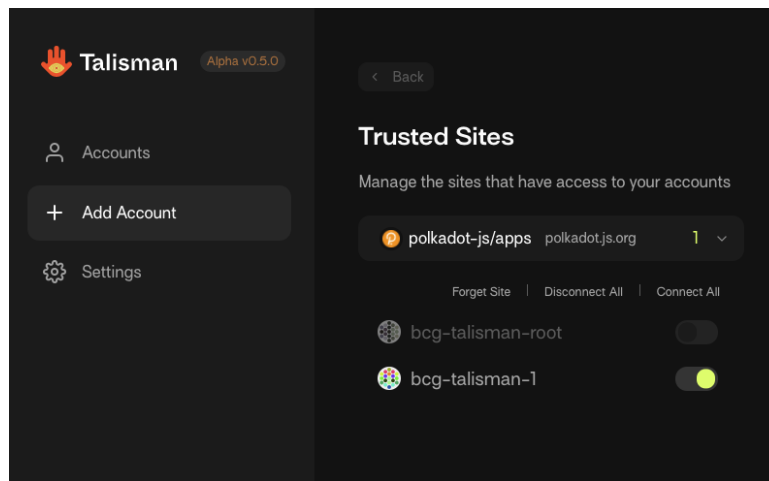 Talisman Alpha v0.5.0
Accounts
Add Account
Settings
Back
Trusted Sites
Manage the sites that have access to your accounts
polkadot-js/apps polkadot.js.org 1
Forget Site Disconnect All Connect All
bcg-talisman-root
bcg-talisman-1